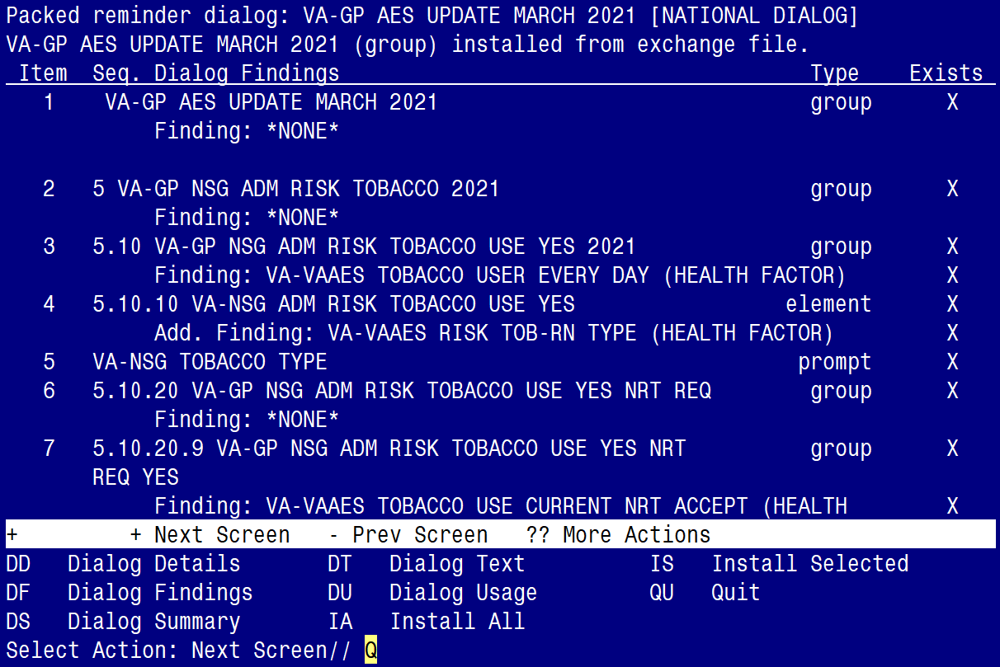 Packed reminder dialog: VA-GP AES UPDATE MARCH 2021 [NATIONAL DIALOG]
VA-GP AES UPDATE MARCH 2021 (group) installed from exchange file.
Item Seq. Dialog Findings Type Exists
1 VA-GP AES UPDATE MARCH 2021 group X
Finding: *NONE*
2 5 VA-GP NSG ADM RISK TOBACCO 2021 group X
Finding: *NONE*
3 5.10 VA-GP NSG ADM RISK TOBACCO USE YES 2021 group X
Finding: VA-VAAES TOBACCO USER EVERY DAY (HEALTH FACTOR) X
4 5.10.10 VA-NSG ADM RISK TOBACCO USE YES element X
Add. Finding: VA-VAAES RISK TOB-RN TYPE (HEALTH FACTOR) X
5 VA-NSG TOBACCO TYPE prompt X
6 5.10.20 VA-GP NSG ADM RISK TOBACCO USE YES NRT REQ group X
Finding: *NONE*
7 5.10.20.9 VA-GP NSG ADM RISK TOBACCO USE YES NRT group X
REQ YES
Finding: VA-VAAES TOBACCO USE CURRENT NRT ACCEPT (HEALTH X
+ + Next Screen - Prev Screen ?? More Actions
DD Dialog Details DT Dialog Text IS Install Selected
DF Dialog Findings DU Dialog Usage QU Quit
DS Dialog Summary IA Install All
Select Action: Next Screen// Q